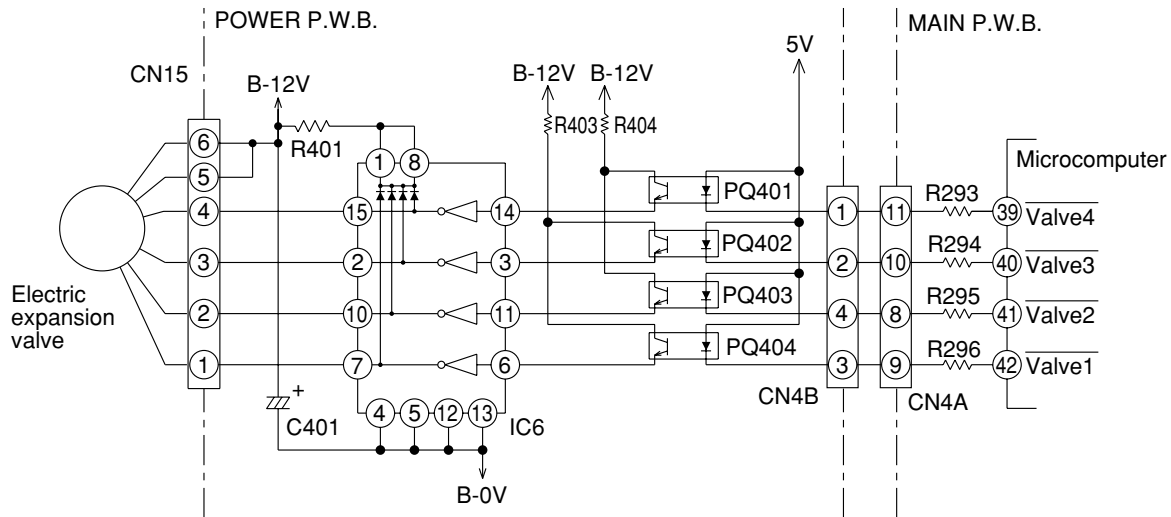 POWER P.W.B.
MAIN P.W.B.
5V
CN15
B-12V
B-12V
B-12V
R403
R404
R401
6
5
4
3
2
1
Electric
expansion
valve
1
8
15
14
2
3
10
11
7
6
4
5
12
13
IC6
+
C401
B-0V
PQ401
PQ402
PQ403
PQ404
1
2
4
3
CN4B
11
10
8
9
CN4A
Microcomputer
R293
39
Valve4
R294
40
Valve3
R295
41
Valve2
R296
42
Valve1